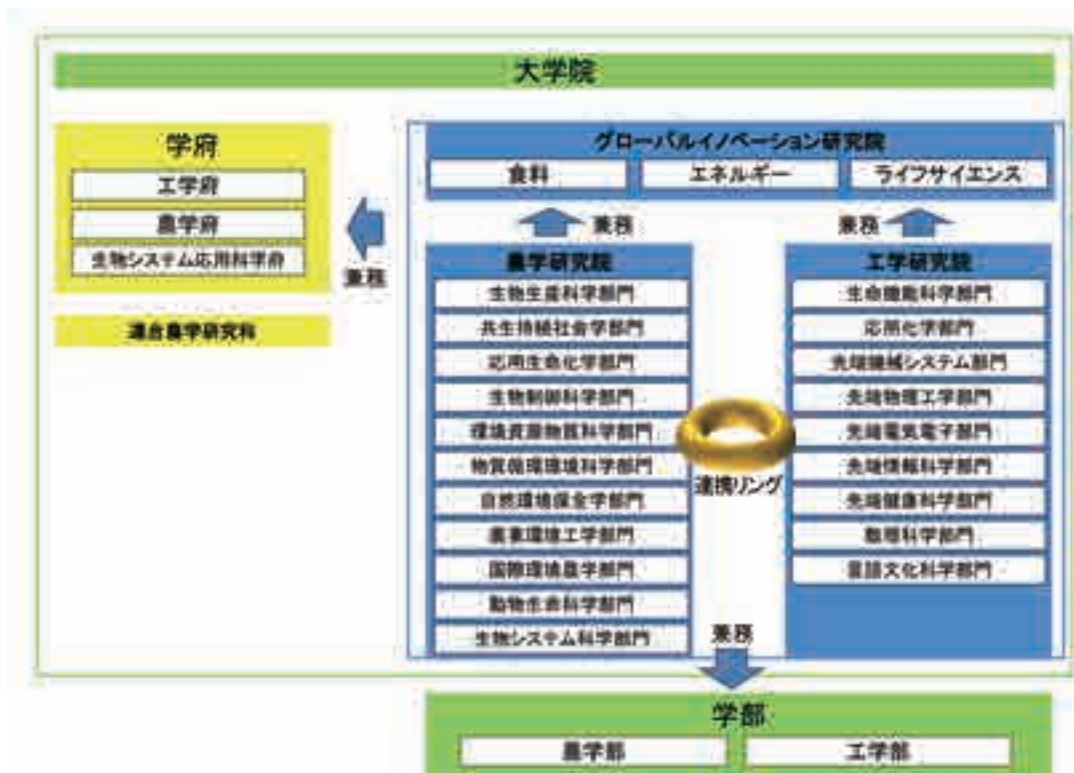 大学院
学府
工学府
農学府
生物システム応用科学府
連合農学研究科
兼務
グローバルイノベーション研究院
食料
エネルギー
ライフサイエンス
兼務
兼務
農学研究院
生物生産科学部門
共生持続社会学部門
応用生命化学部門
生物制御科学部門
環境資源物質科学部門
物質循環環境科学部門
自然環境保全学部門
農業環境工学部門
国際環境農学部門
動物生命科学部門
生物システム科学部門
連携リング
工学研究院
生命機能科学部門
応用化学部門
先端機械システム部門
先端物理工学部門
先端電気電子部門
先端情報科学部門
先端健康科学部門
数理科学部門
言語文化科学部門
兼務
学部
農学部
工学部